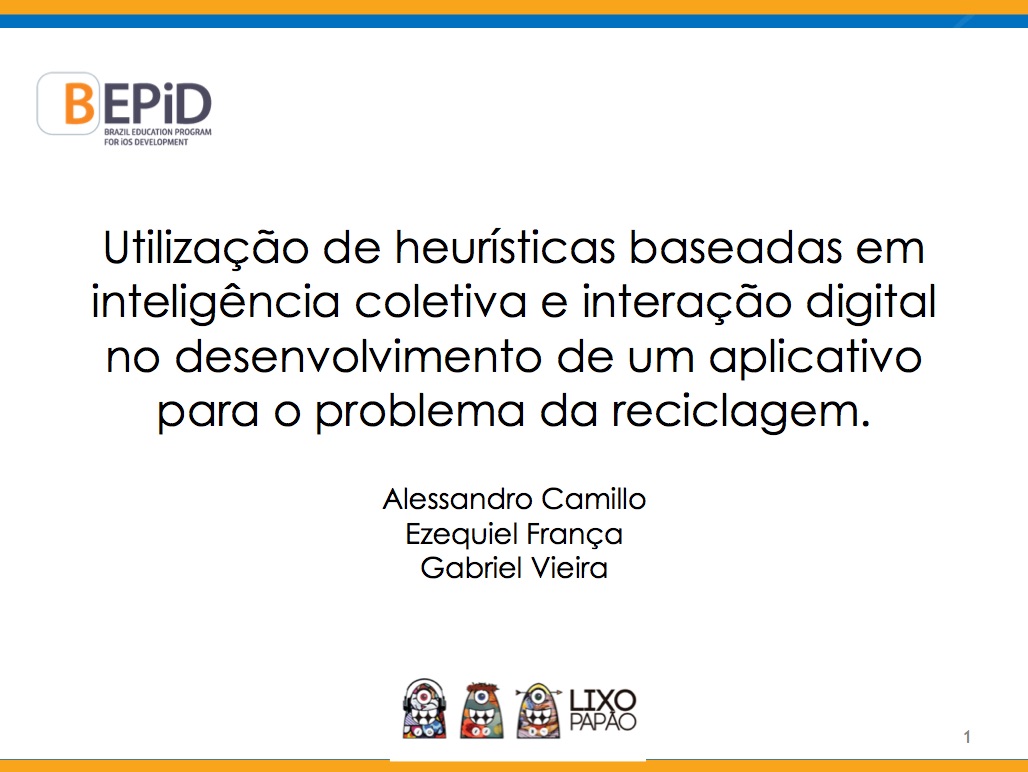 BEPiD
BRAZIL EDUCATION PROGRAM
FOR iOS DEVELOPMENT
Utilização de heurísticas baseadas em
inteligência coletiva e interação digital
no desenvolvimento de um aplicativo
para o problema da reciclagem.
Alessandro Camillo
Ezequiel França
Gabriel Vieira
LIXO
PAPÃO
1